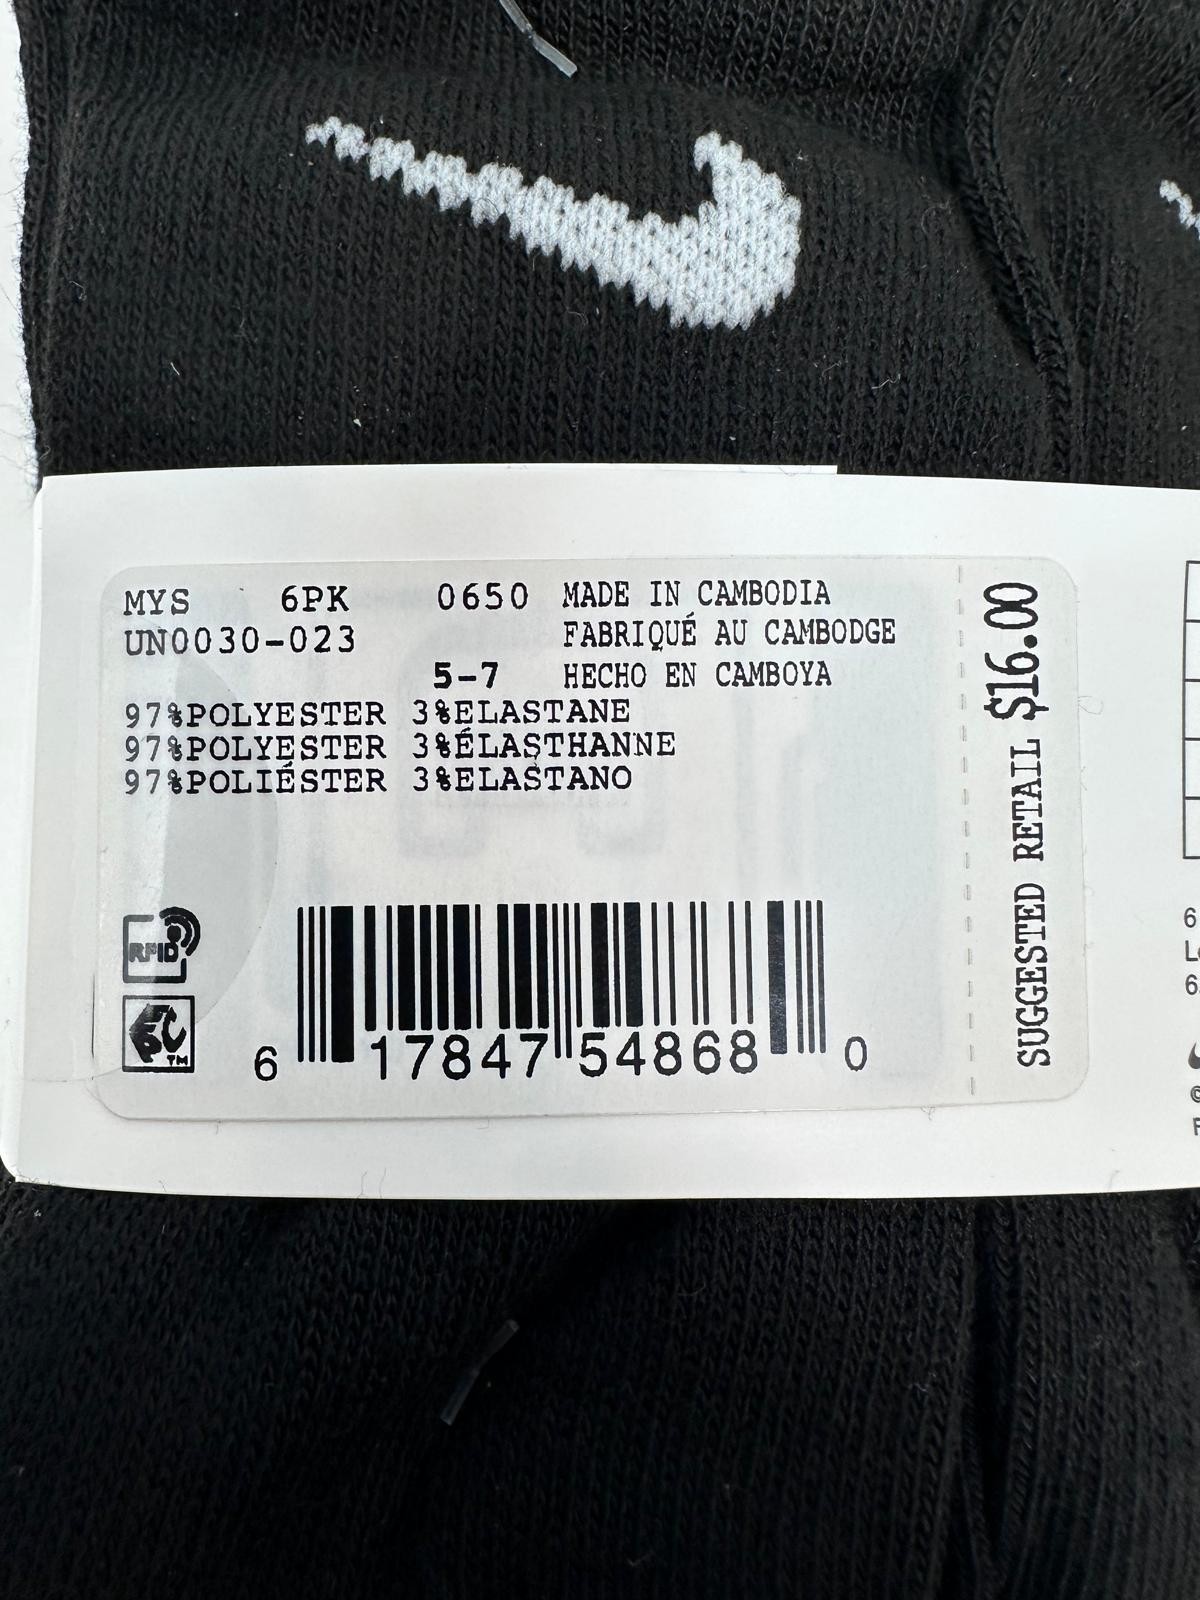 MYS 6PK 0650 MADE IN CAMBODIA
UN0030-023 FABRIQUÉ AU CAMBODGE
5-7 HECHO EN CAMBOYA
97%POLYESTER 3%ELASTANE
97%POLYESTER 3%ÉLASTHANNE
97%POLIÉSTER 3%ELASTANO
RFID
EPC™
6 17847 54868 0
SUGGESTED RETAIL $16.00